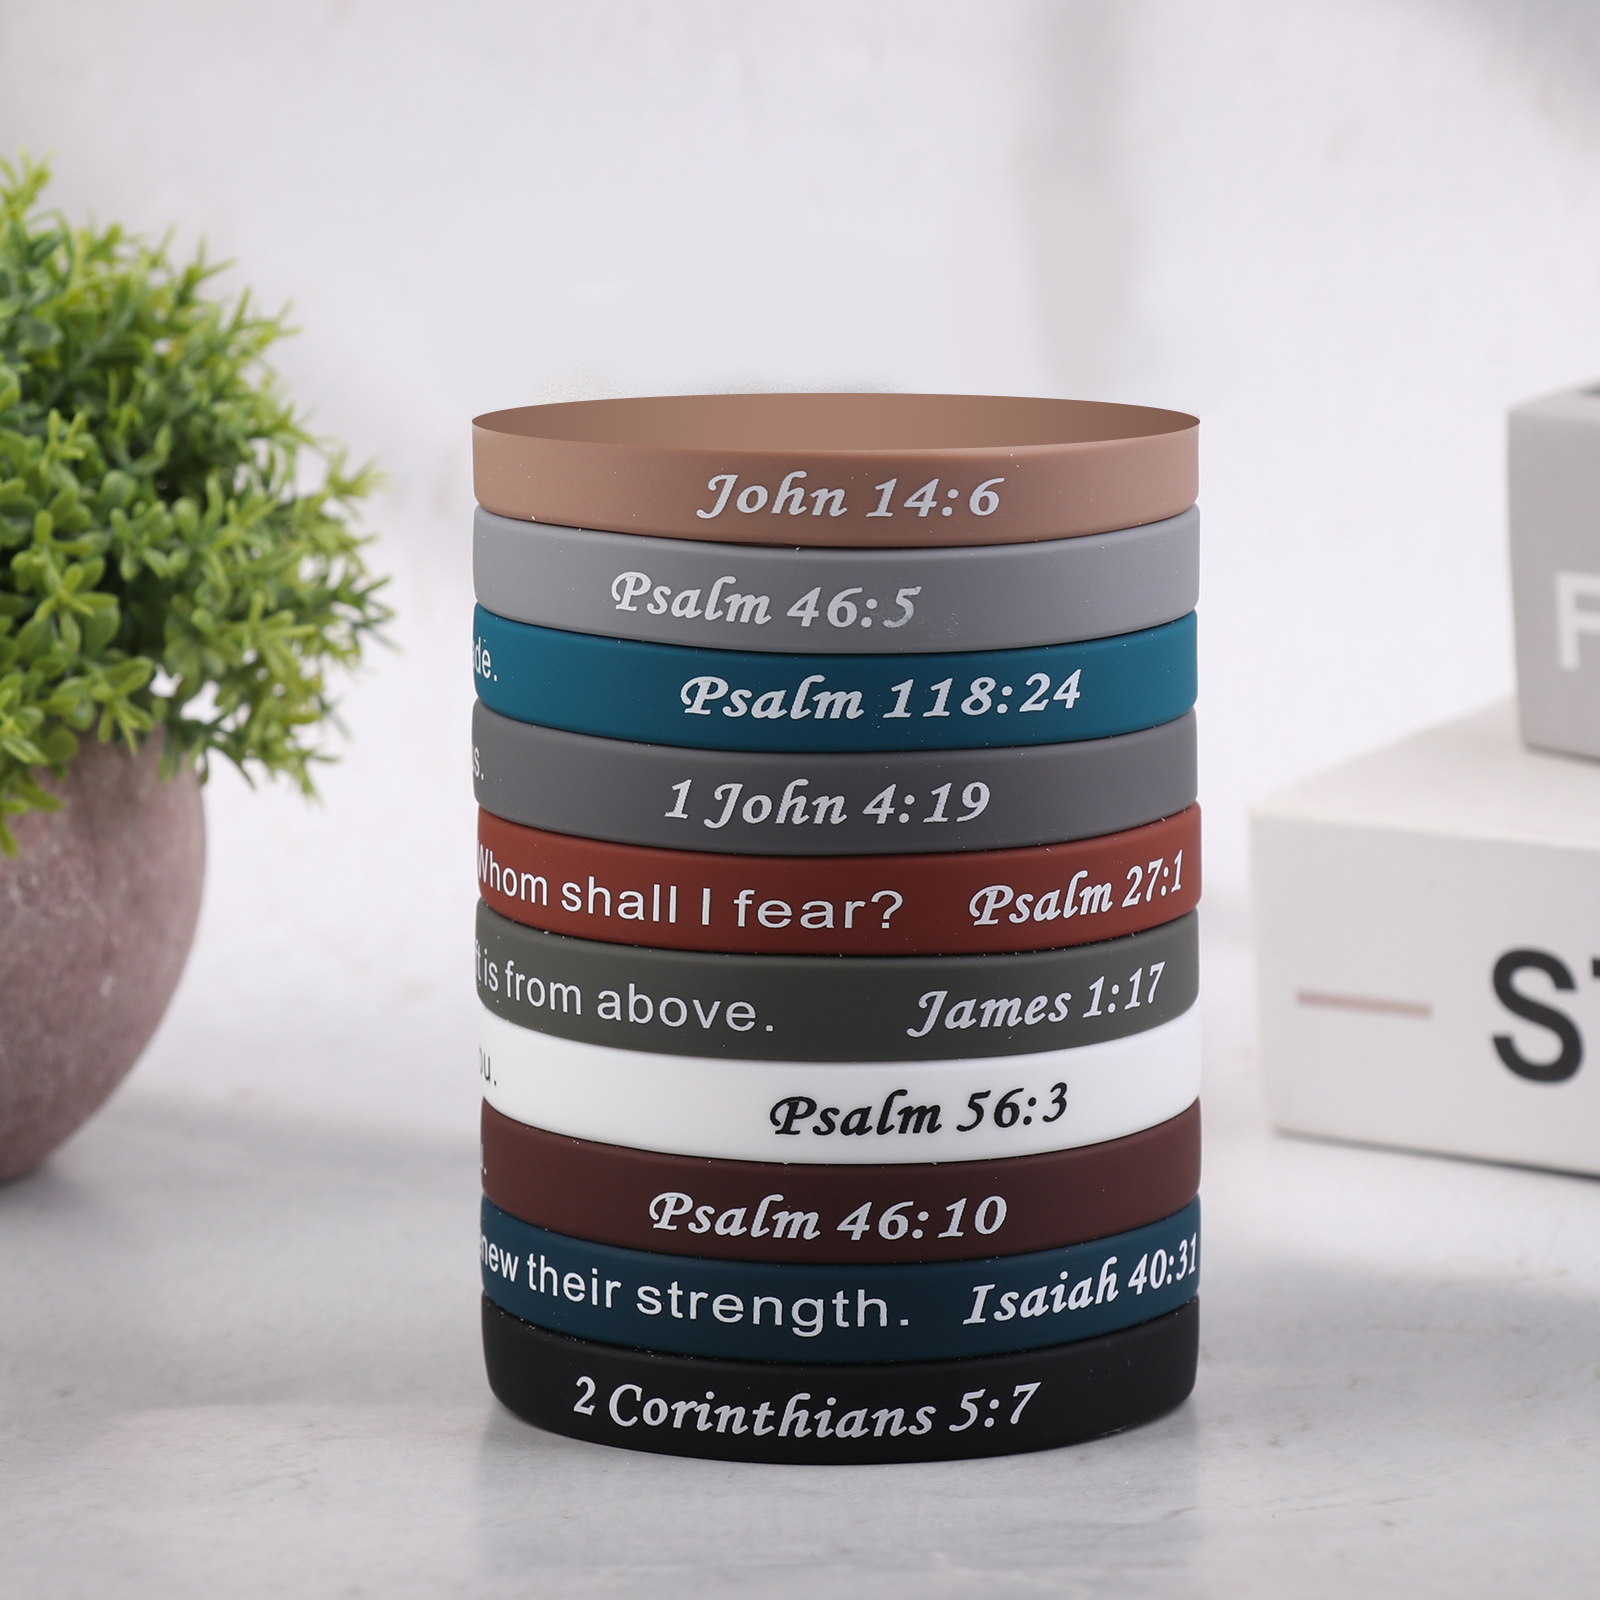 John 14:6
Psalm 46:5
Psalm 118:24
1 John 4:19
Whom shall I fear? Psalm 27:1
is from above. James 1:17
Psalm 56:3
Psalm 46:10
their strength. Isaiah 40:31
2 Corinthians 5:7